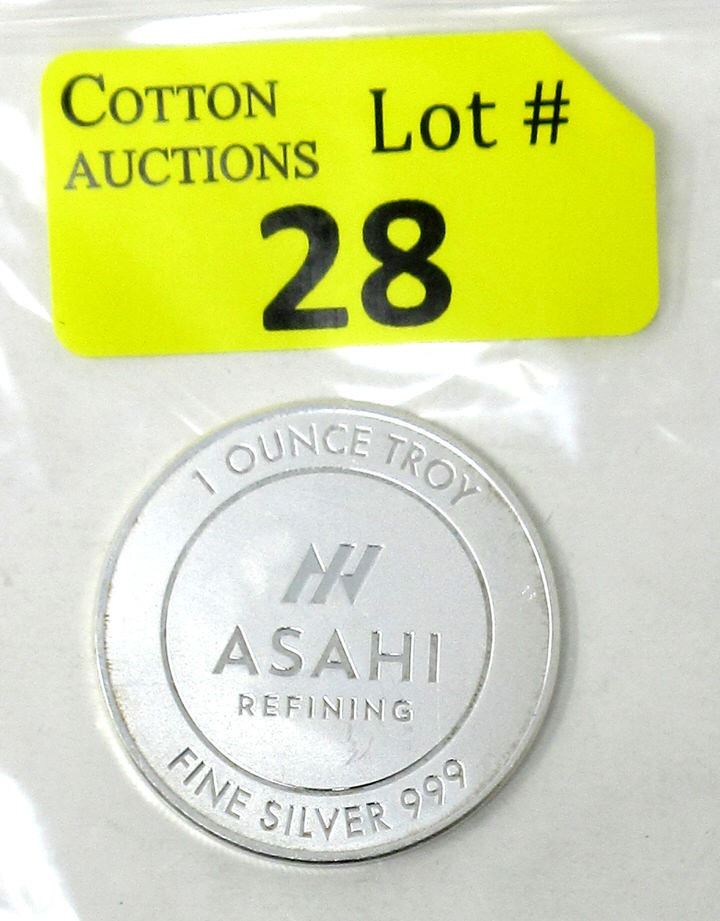 COTTON
AUCTIONS
Lot #
28
1 OUNCE TROY
ASAHI
REFINING
FINE SILVER 999